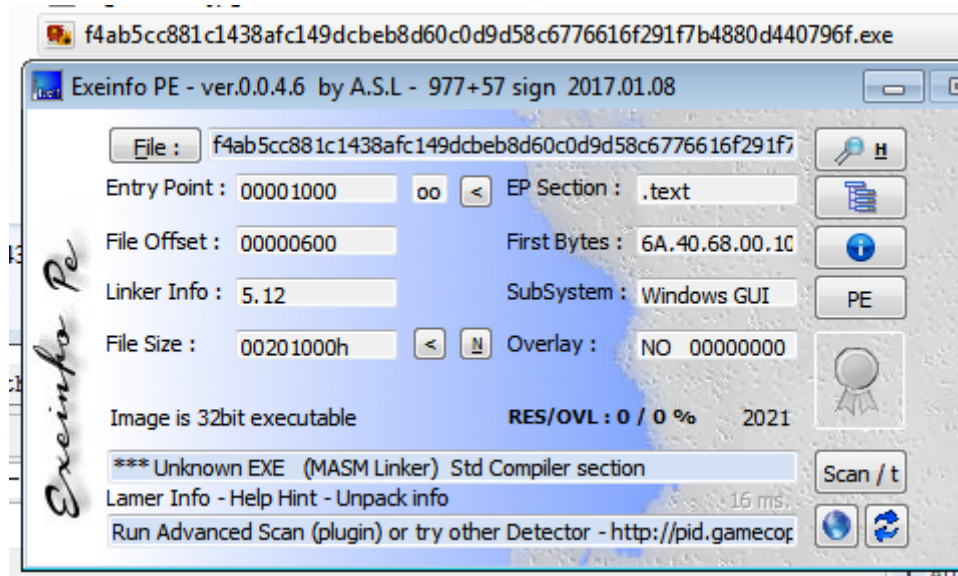 f4ab5cc881c1438afc149dcbeb8d60c0d9d58c6776616f291f7b4880d440796f.exe
Exeinfo PE - ver.0.0.4.6 by A.S.L - 977+57 sign 2017.01.08
File : f4ab5cc881c1438afc149dcbeb8d60c0d9d58c6776616f291f7 H
Entry Point : 00001000 oo < EP Section : .text
File Offset : 00000600 First Bytes : 6A.40.68.00.10
Linker Info : 5.12 SubSystem : Windows GUI PE
File Size : 00201000h < N Overlay : NO 00000000
Image is 32bit executable RES/OVL : 0 / 0 % 2021
*** Unknown EXE (MASM Linker) Std Compiler section Scan / t
Lamer Info - Help Hint - Unpack info 16 ms.
Run Advanced Scan (plugin) or try other Detector - http://pid.gamecop
Exeinfo Pe